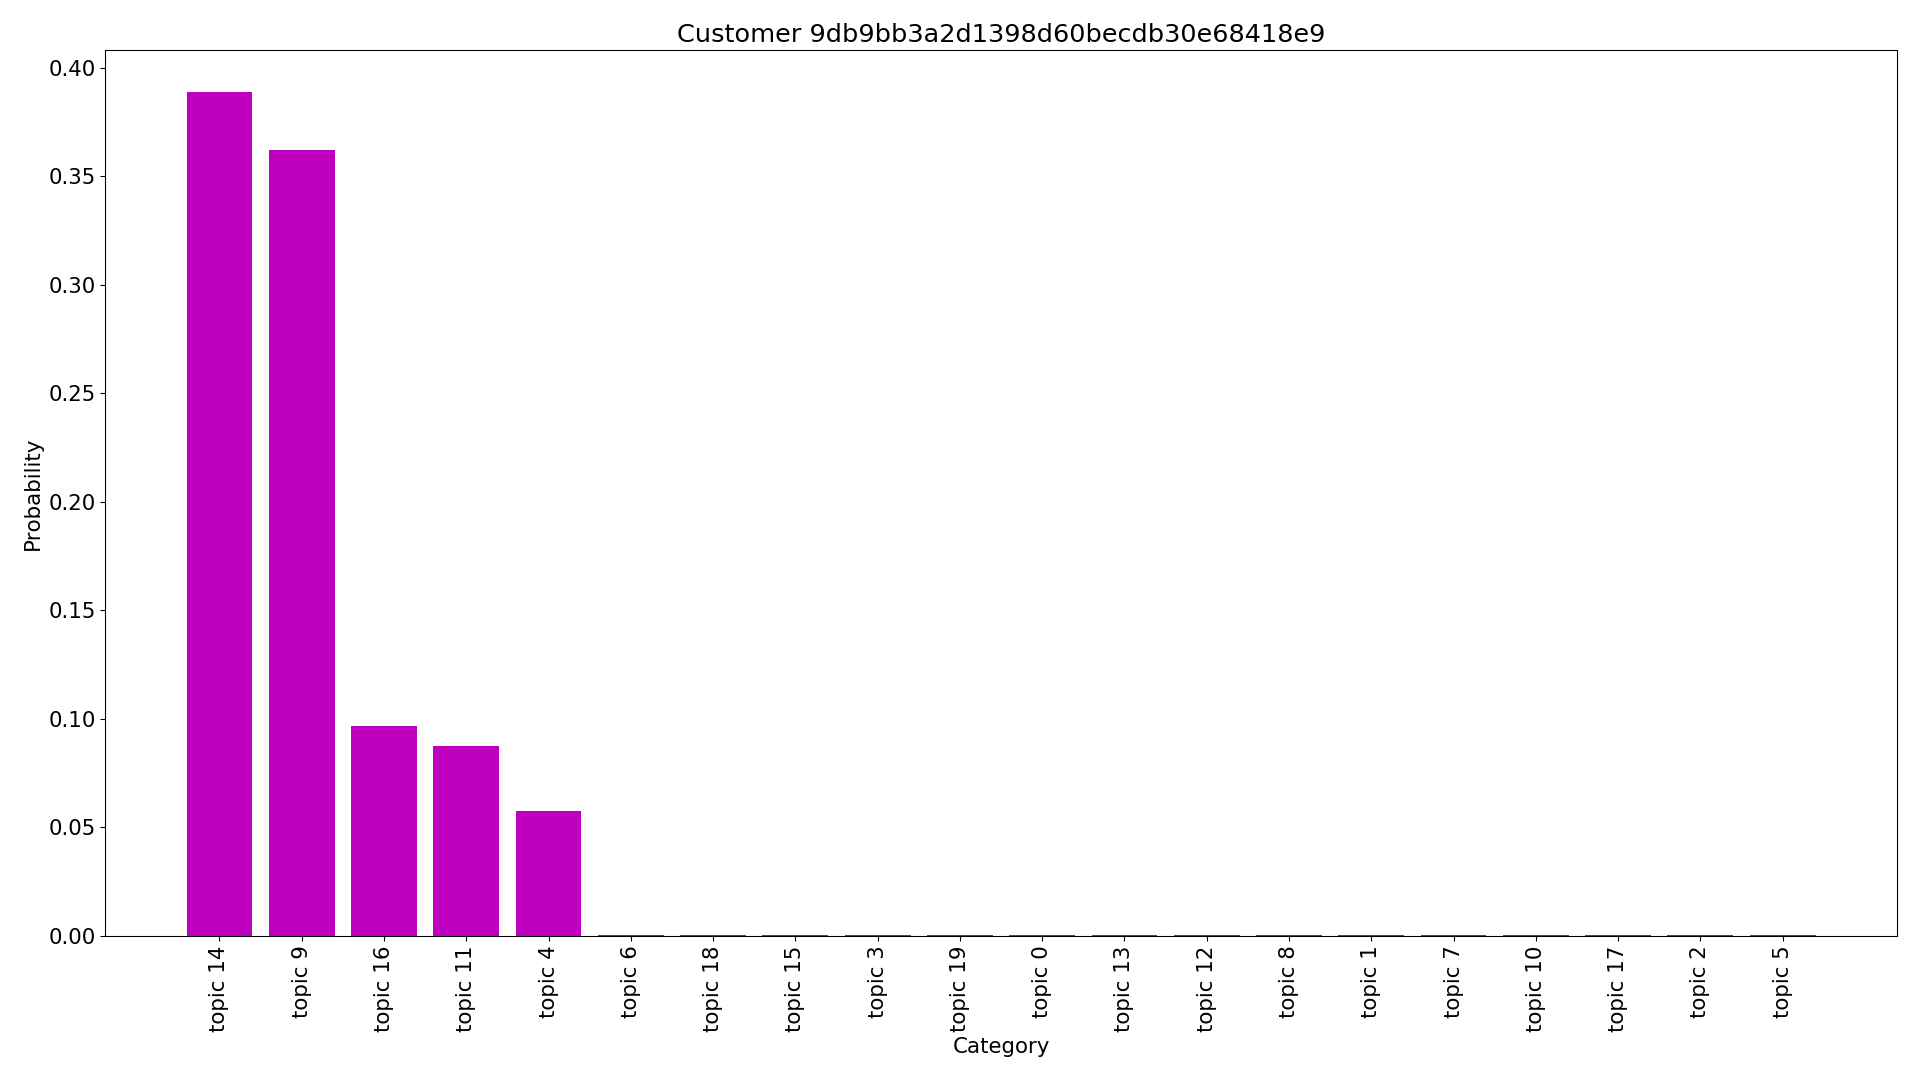 Customer 9db9bb3a2d1398d60becdb30e68418e9
0.40
0.35
0.30
0.25
0.20
0.15
0.10
0.05
0.00
Probability
topic 14
topic 9
topic 16
topic 11
topic 4
topic 6
topic 18
topic 15
topic 3
topic 19
topic 0
topic 13
topic 12
topic 8
topic 1
topic 7
topic 10
topic 17
topic 2
topic 5
Category